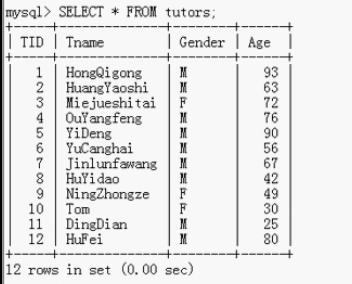 mysql> SELECT * FROM tutors;
+-----+---------------+--------+------+
| TID | Tname         | Gender | Age  |
+-----+---------------+--------+------+
|   1 | HongQigong    | M      |   93 |
|   2 | HuangYaoshi   | M      |   63 |
|   3 | Miejueshitai  | F      |   72 |
|   4 | OuYangfeng    | M      |   76 |
|   5 | YiDeng        | M      |   90 |
|   6 | YuCanghai     | M      |   56 |
|   7 | Jinlunfawang  | M      |   67 |
|   8 | HuYidao       | M      |   42 |
|   9 | NingZhongze   | F      |   49 |
|  10 | Tom           | F      |   30 |
|  11 | DingDian      | M      |   25 |
|  12 | HuFei         | M      |   80 |
+-----+---------------+--------+------+
12 rows in set (0.00 sec)